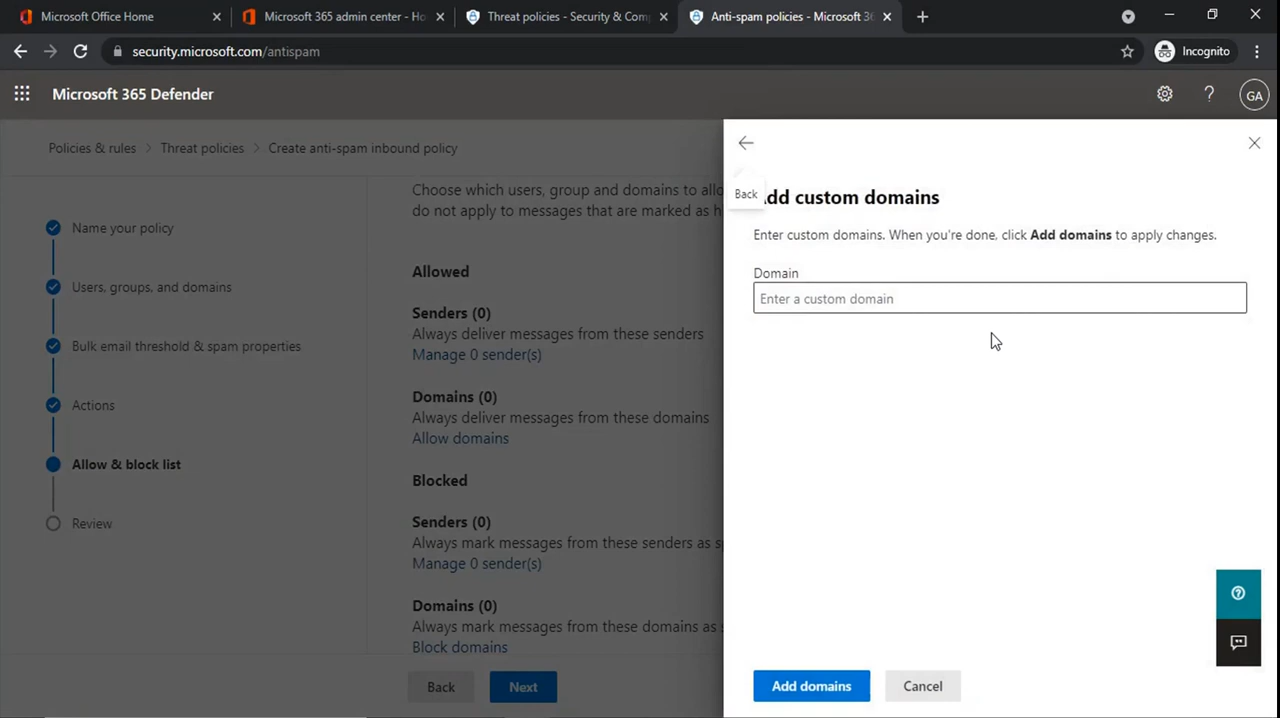 Microsoft Office Home
Microsoft 365 admin center - Ho
Threat policies - Security & Comp
Anti-spam policies - Microsoft 36
security.microsoft.com/antispam
Incognito
Microsoft 365 Defender
GA
Policies & rules
Threat policies
Create anti-spam inbound policy
Name your policy
Users, groups, and domains
Bulk email threshold & spam properties
Actions
Allow & block list
Review
Choose which users, group and domains to allo
do not apply to messages that are marked as h
Allowed
Senders (0)
Always deliver messages from these senders
Manage 0 sender(s)
Domains (0)
Always deliver messages from these domains
Allow domains
Blocked
Senders (0)
Always mark messages from these senders as sp
Manage 0 sender(s)
Domains (0)
Always mark messages from these domains as s
Block domains
Back
Next
Back
dd custom domains
Enter custom domains. When you're done, click Add domains to apply changes.
Domain
Enter a custom domain
Add domains
Cancel